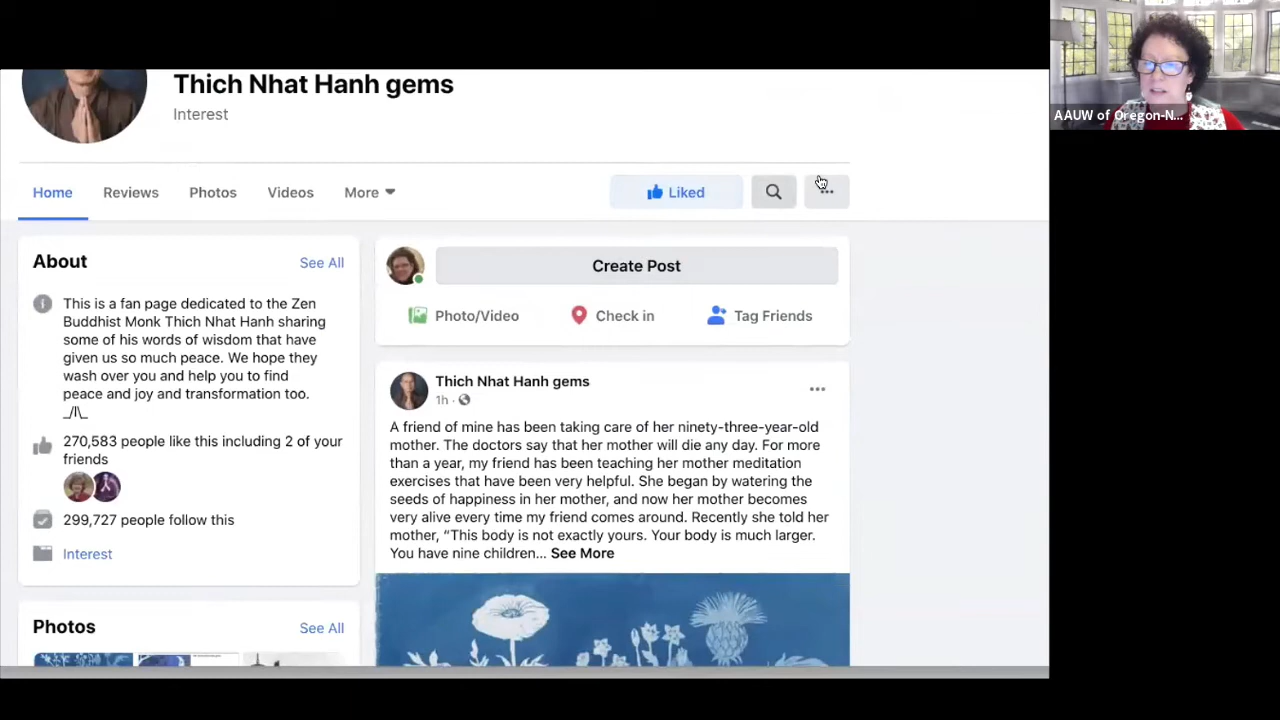 Thich Nhat Hanh gems
Interest
AAUW of Oregon-N...
Home
Reviews
Photos
Videos
More
Liked
About
See All
This is a fan page dedicated to the Zen
Buddhist Monk Thich Nhat Hanh sharing
some of his words of wisdom that have
given us so much peace. We hope they
wash over you and help you to find
peace and joy and transformation too.
_/l\_
270,583 people like this including 2 of your
friends
299,727 people follow this
Interest
Photos
See All
Create Post
Photo/Video
Check in
Tag Friends
Thich Nhat Hanh gems
1h ·
A friend of mine has been taking care of her ninety-three-year-old
mother. The doctors say that her mother will die any day. For more
than a year, my friend has been teaching her mother meditation
exercises that have been very helpful. She began by watering the
seeds of happiness in her mother, and now her mother becomes
very alive every time my friend comes around. Recently she told her
mother, “This body is not exactly yours. Your body is much larger.
You have nine children... See More